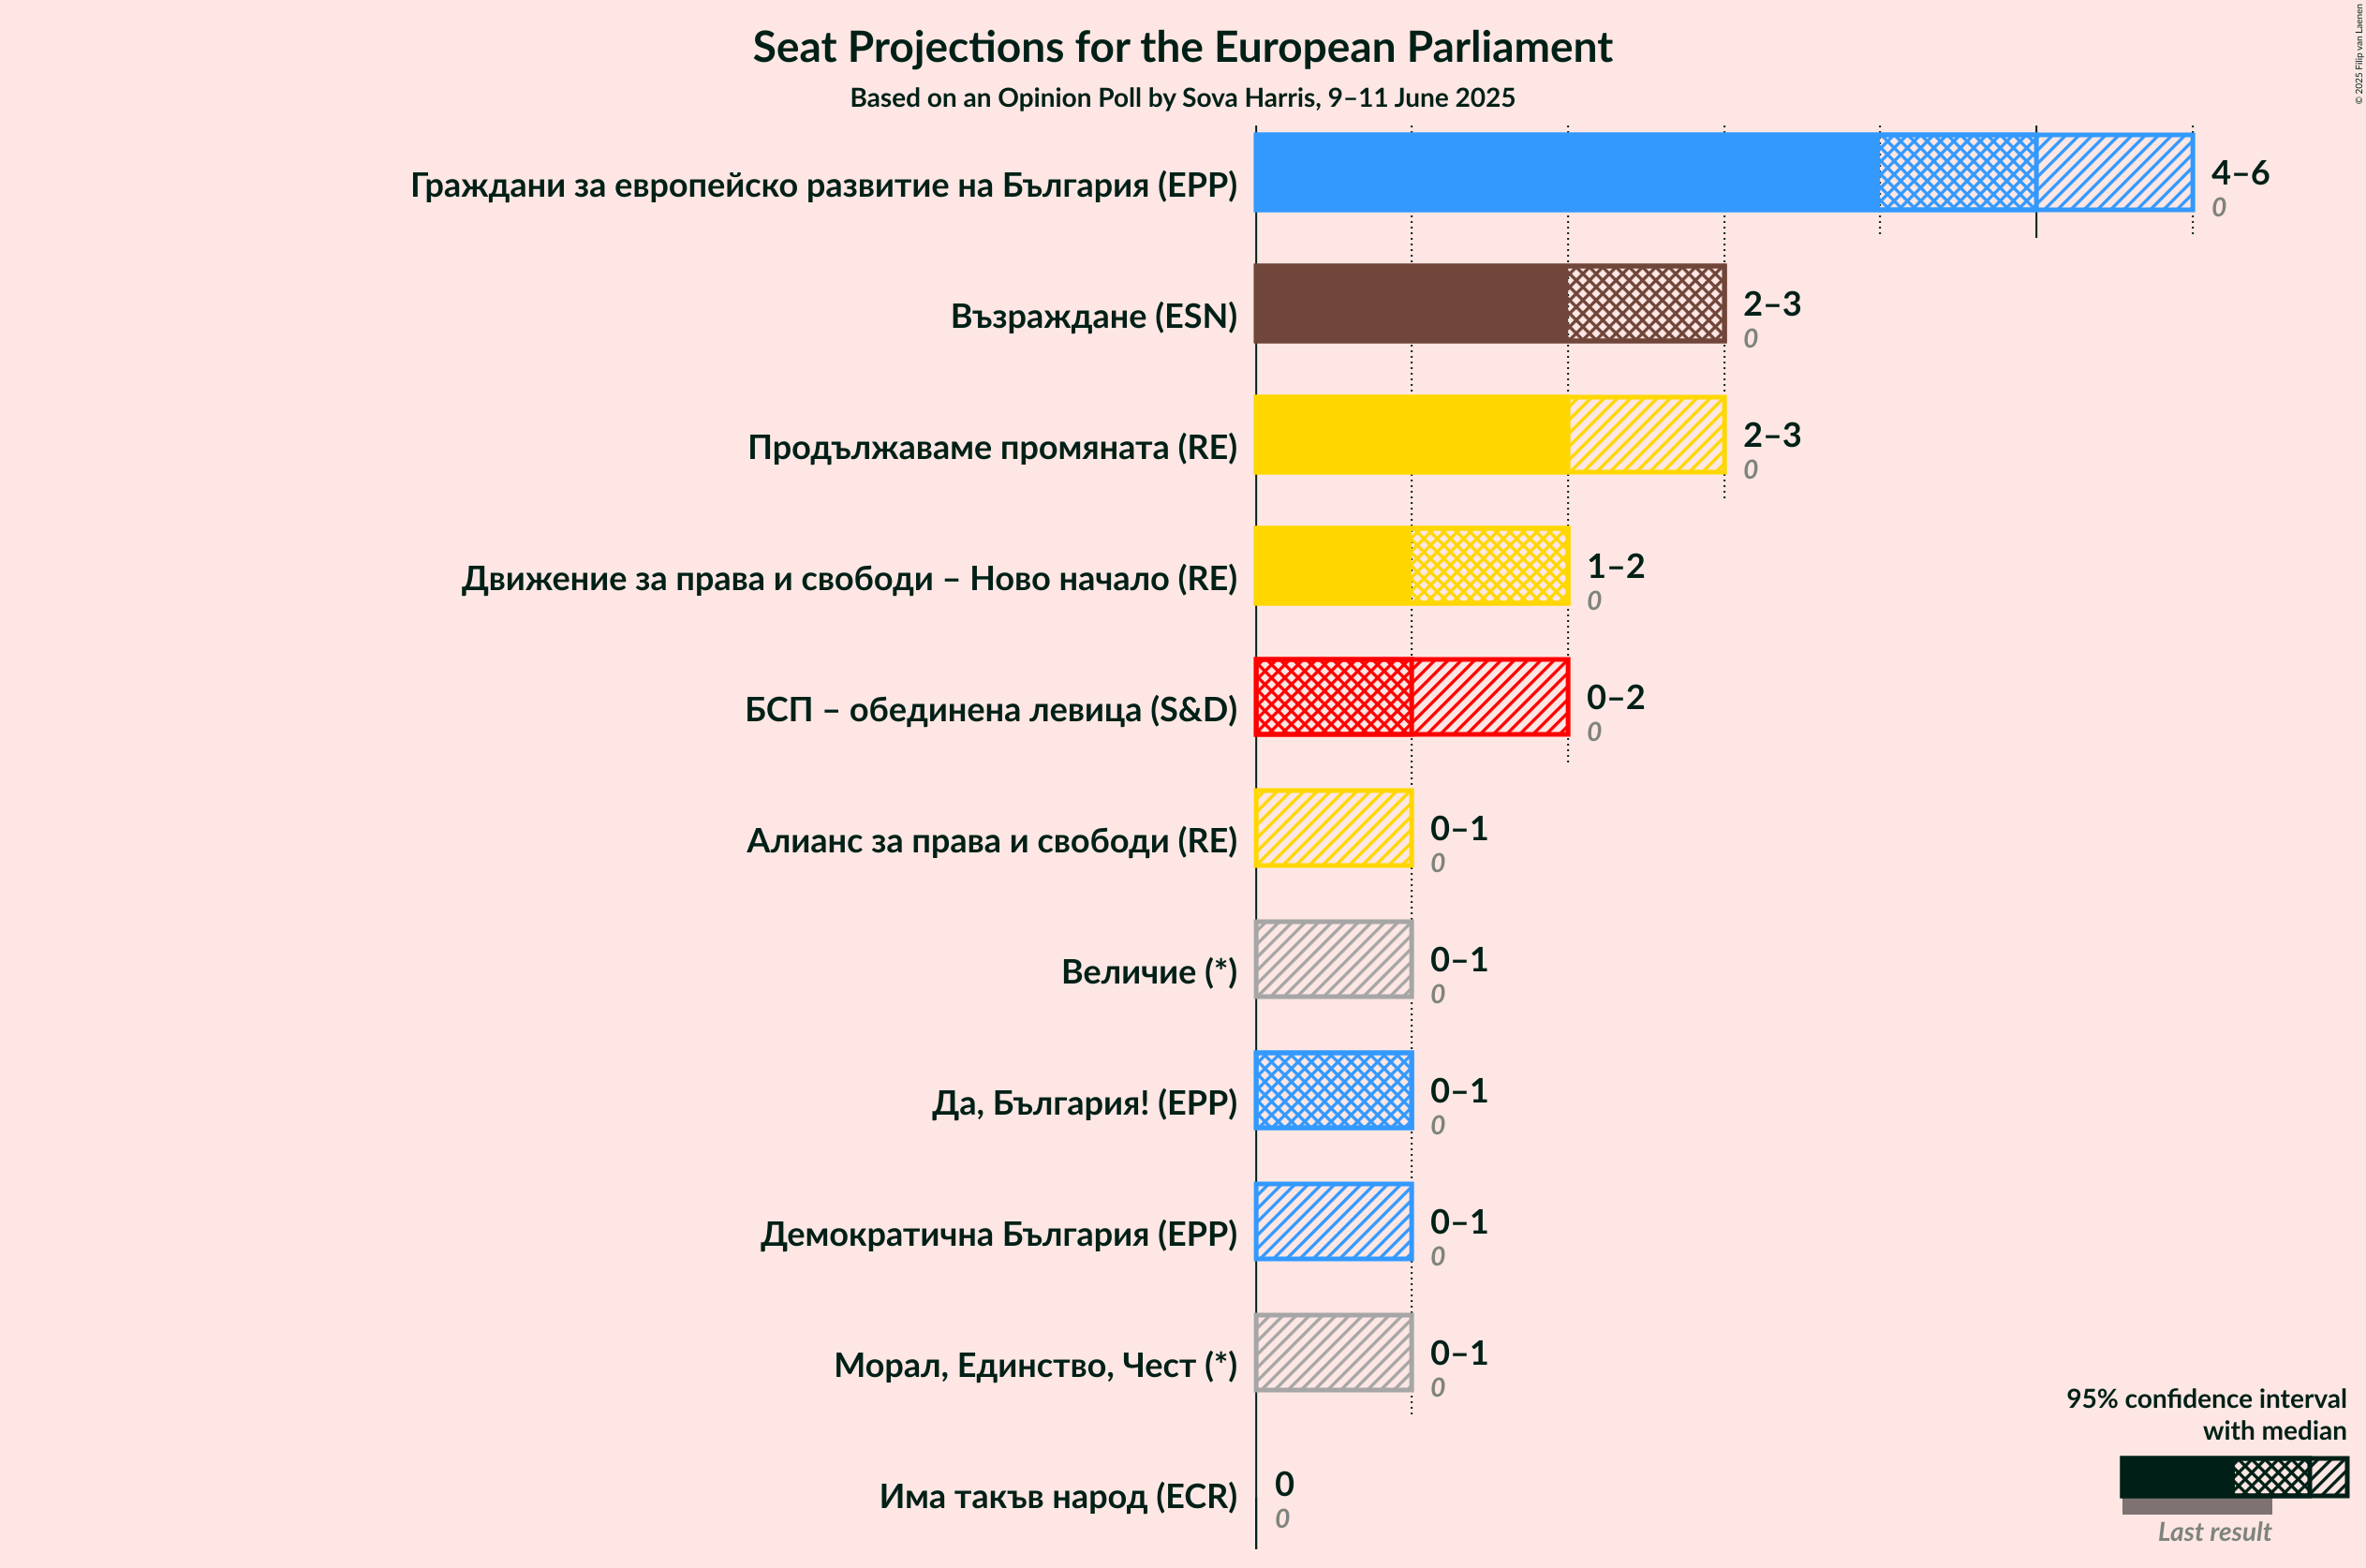 Seat Projections for the European Parliament
Based on an Opinion Poll by Sova Harris, 9–11 June 2025
© 2025 Filip van Laenen
Граждани за европейско развитие на България (EPP)
4–6
0
Възраждане (ESN)
2–3
0
Продължаваме промяната (RE)
2–3
0
Движение за права и свободи – Ново начало (RE)
1–2
0
БСП – обединена левица (S&D)
0–2
0
Алианс за права и свободи (RE)
0–1
0
Величие (*)
0–1
0
Да, България! (EPP)
0–1
0
Демократична България (EPP)
0–1
0
Морал, Единство, Чест (*)
0–1
0
Има такъв народ (ECR)
0
0
95% confidence interval
with median
Last result